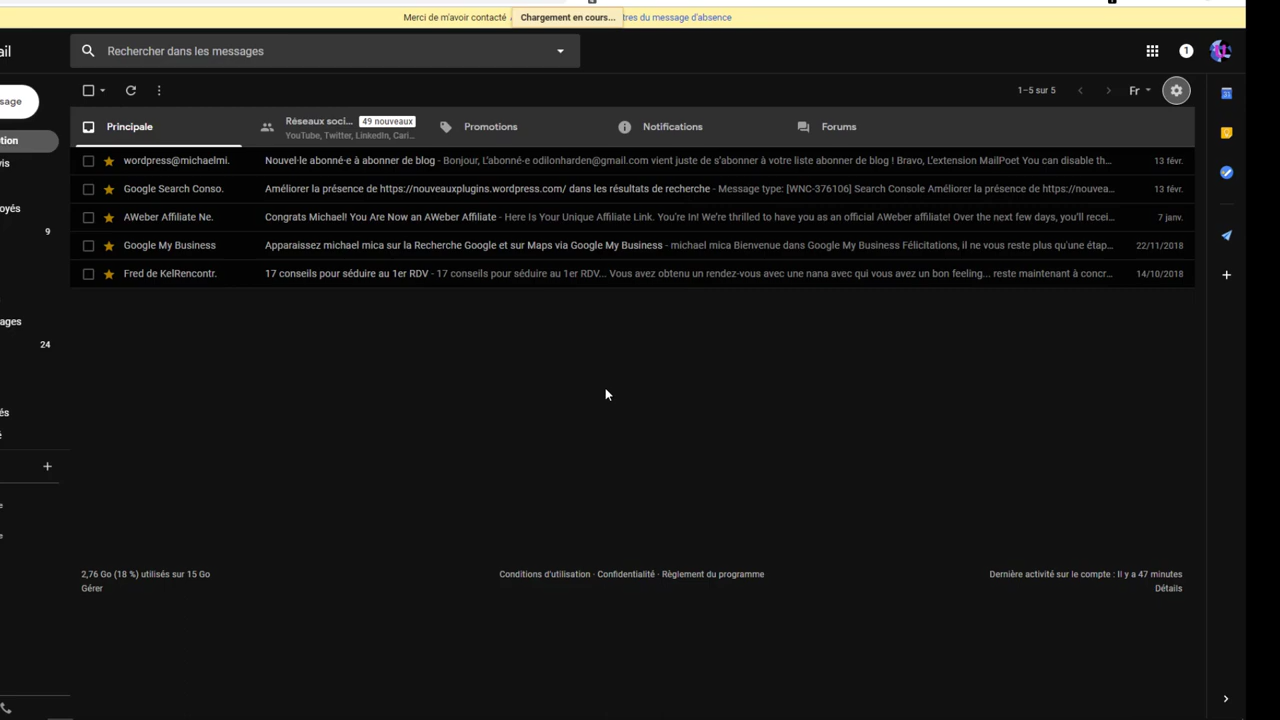 Merci de m'avoir contacté Chargement en cours... tres du message d'absence
ail
Rechercher dans les messages
1
sage
1–5 sur 5
Fr
Principale
Réseaux soci... 49 nouveaux
YouTube, Twitter, LinkedIn, Cari...
Promotions
Notifications
Forums
tion
wordpress@michaelmi. Nouvel·le abonné·e à abonner de blog - Bonjour, L'abonné·e odilonharden@gmail.com vient juste de s'abonner à votre liste abonner de blog ! Bravo, L'extension MailPoet You can disable th... 13 févr.
vis
Google Search Conso. Améliorer la présence de https://nouveauxplugins.wordpress.com/ dans les résultats de recherche - Message type: [WNC-376106] Search Console Améliorer la présence de https://nouvea... 13 févr.
oyés
AWeber Affiliate Ne. Congrats Michael! You Are Now an AWeber Affiliate - Here Is Your Unique Affiliate Link. You're In! We're thrilled to have you as an official AWeber affiliate! Over the next few days, you'll recei... 7 janv.
9
Google My Business Apparaissez michael mica sur la Recherche Google et sur Maps via Google My Business - michael mica Bienvenue dans Google My Business Félicitations, il ne vous reste plus qu'une étap... 22/11/2018
Fred de KelRencontr. 17 conseils pour séduire au 1er RDV - 17 conseils pour séduire au 1er RDV... Vous avez obtenu un rendez-vous avec une nana avec qui vous avez un bon feeling... reste maintenant à concr... 14/10/2018
ages
24
és
é
e
e
2,76 Go (18 %) utilisés sur 15 Go
Gérer
Conditions d'utilisation · Confidentialité · Règlement du programme
Dernière activité sur le compte : Il y a 47 minutes
Détails